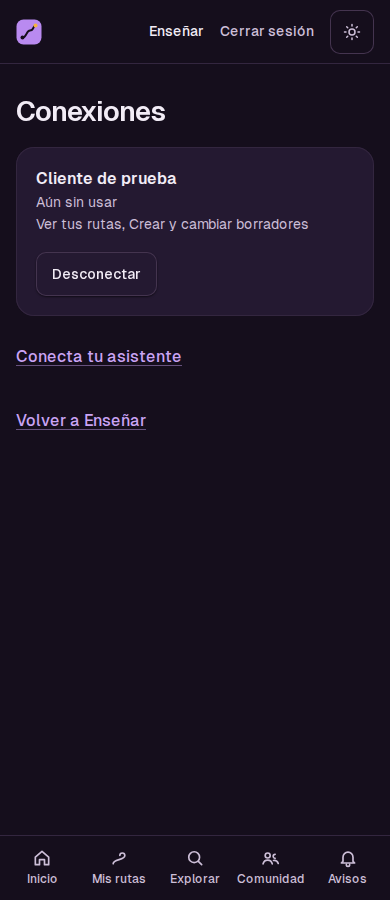 Enseñar
Cerrar sesión
Conexiones
Cliente de prueba
Aún sin usar
Ver tus rutas, Crear y cambiar borradores
Desconectar
Conecta tu asistente
Volver a Enseñar
Inicio
Mis rutas
Explorar
Comunidad
Avisos